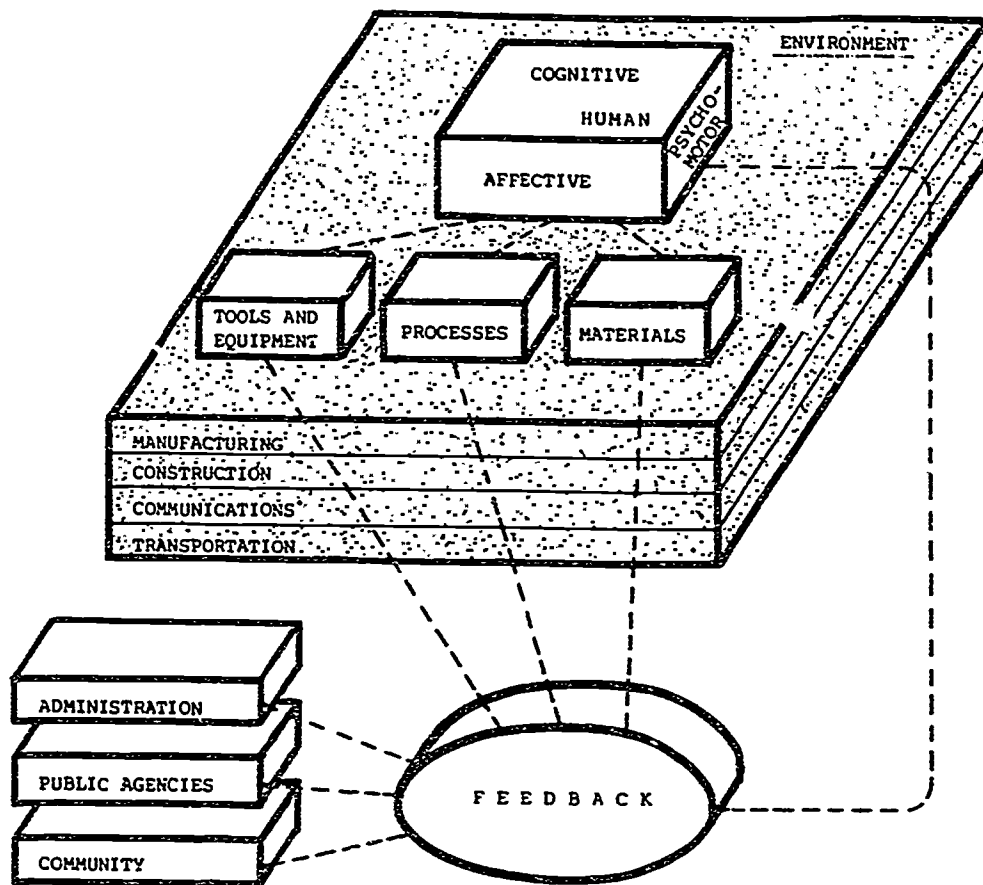 ENVIRONMENT
COGNITIVE
HUMAN
PSYCHO-
MOTOR
AFFECTIVE
TOOLS AND
EQUIPMENT
PROCESSES
MATERIALS
MANUFACTURING
CONSTRUCTION
COMMUNICATIONS
TRANSPORTATION
ADMINISTRATION
PUBLIC AGENCIES
COMMUNITY
FEEDBACK